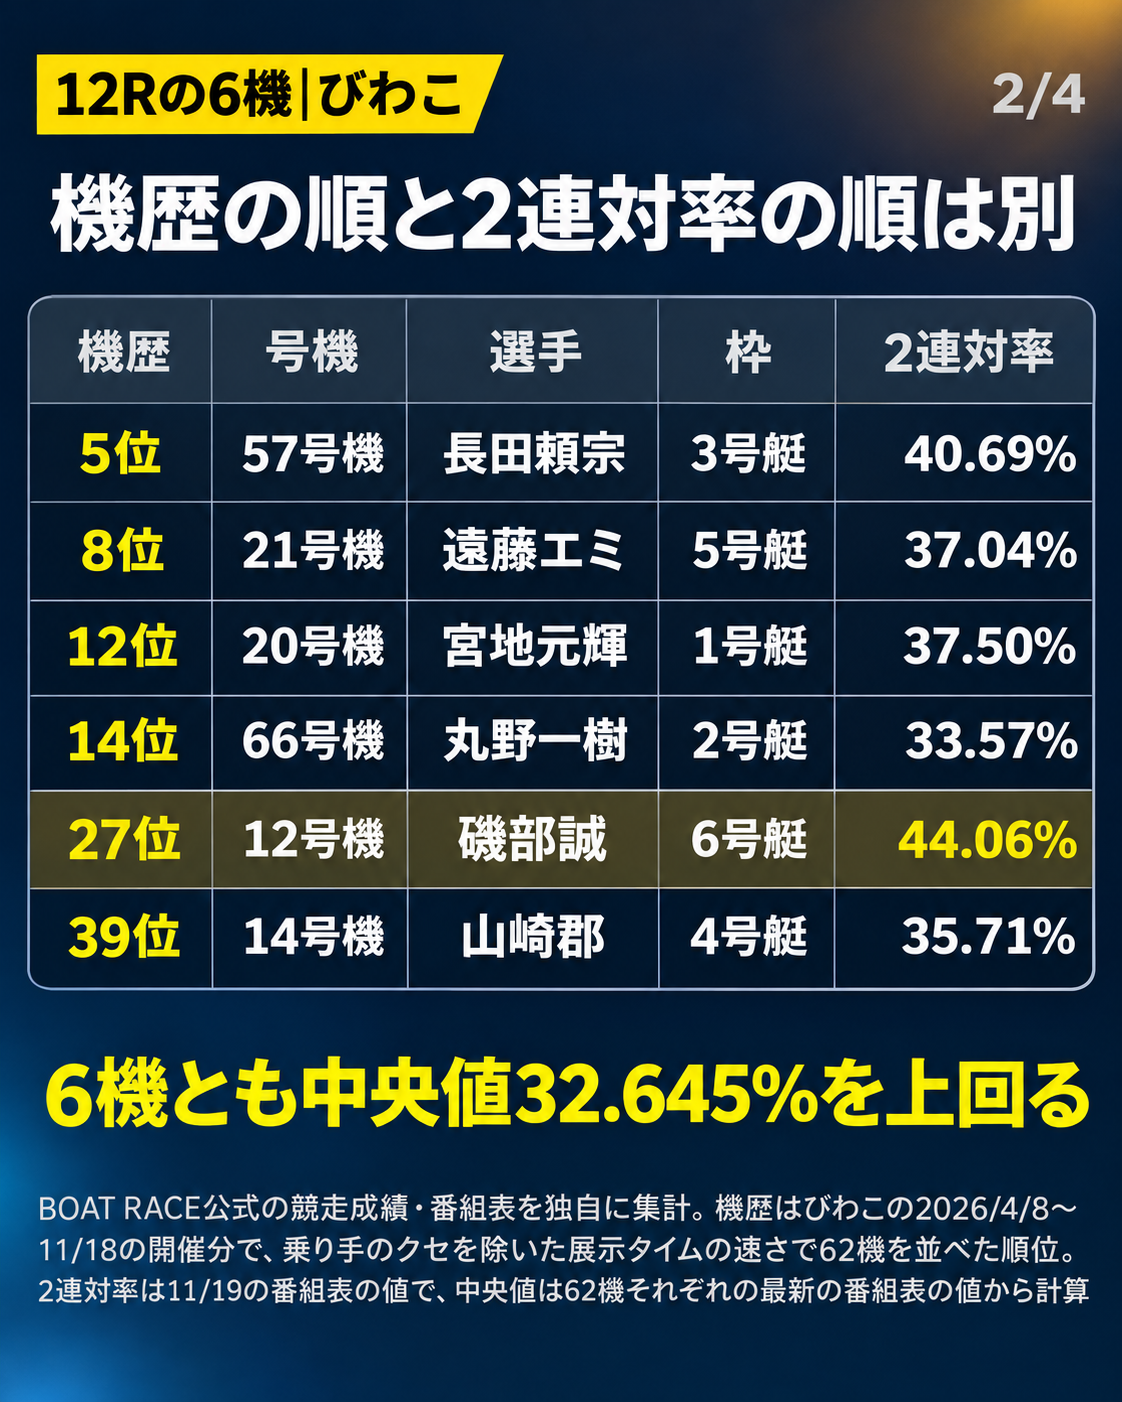 12Rの6機|びわこ
2/4
機歴の順と2連対率の順は別
機歴 号機 選手 枠 2連対率
5位 57号機 長田頼宗 3号艇 40.69%
8位 21号機 遠藤エミ 5号艇 37.04%
12位 20号機 宮地元輝 1号艇 37.50%
14位 66号機 丸野一樹 2号艇 33.57%
27位 12号機 磯部誠 6号艇 44.06%
39位 14号機 山崎郡 4号艇 35.71%
6機とも中央値32.645%を上回る
BOAT RACE公式の競走成績・番組表を独自に集計。機歴はびわこの2026/4/8〜
11/18の開催分で、乗り手のクセを除いた展示タイムの速さで62機を並べた順位。
2連対率は11/19の番組表の値で、中央値は62機それぞれの最新の番組表の値から計算